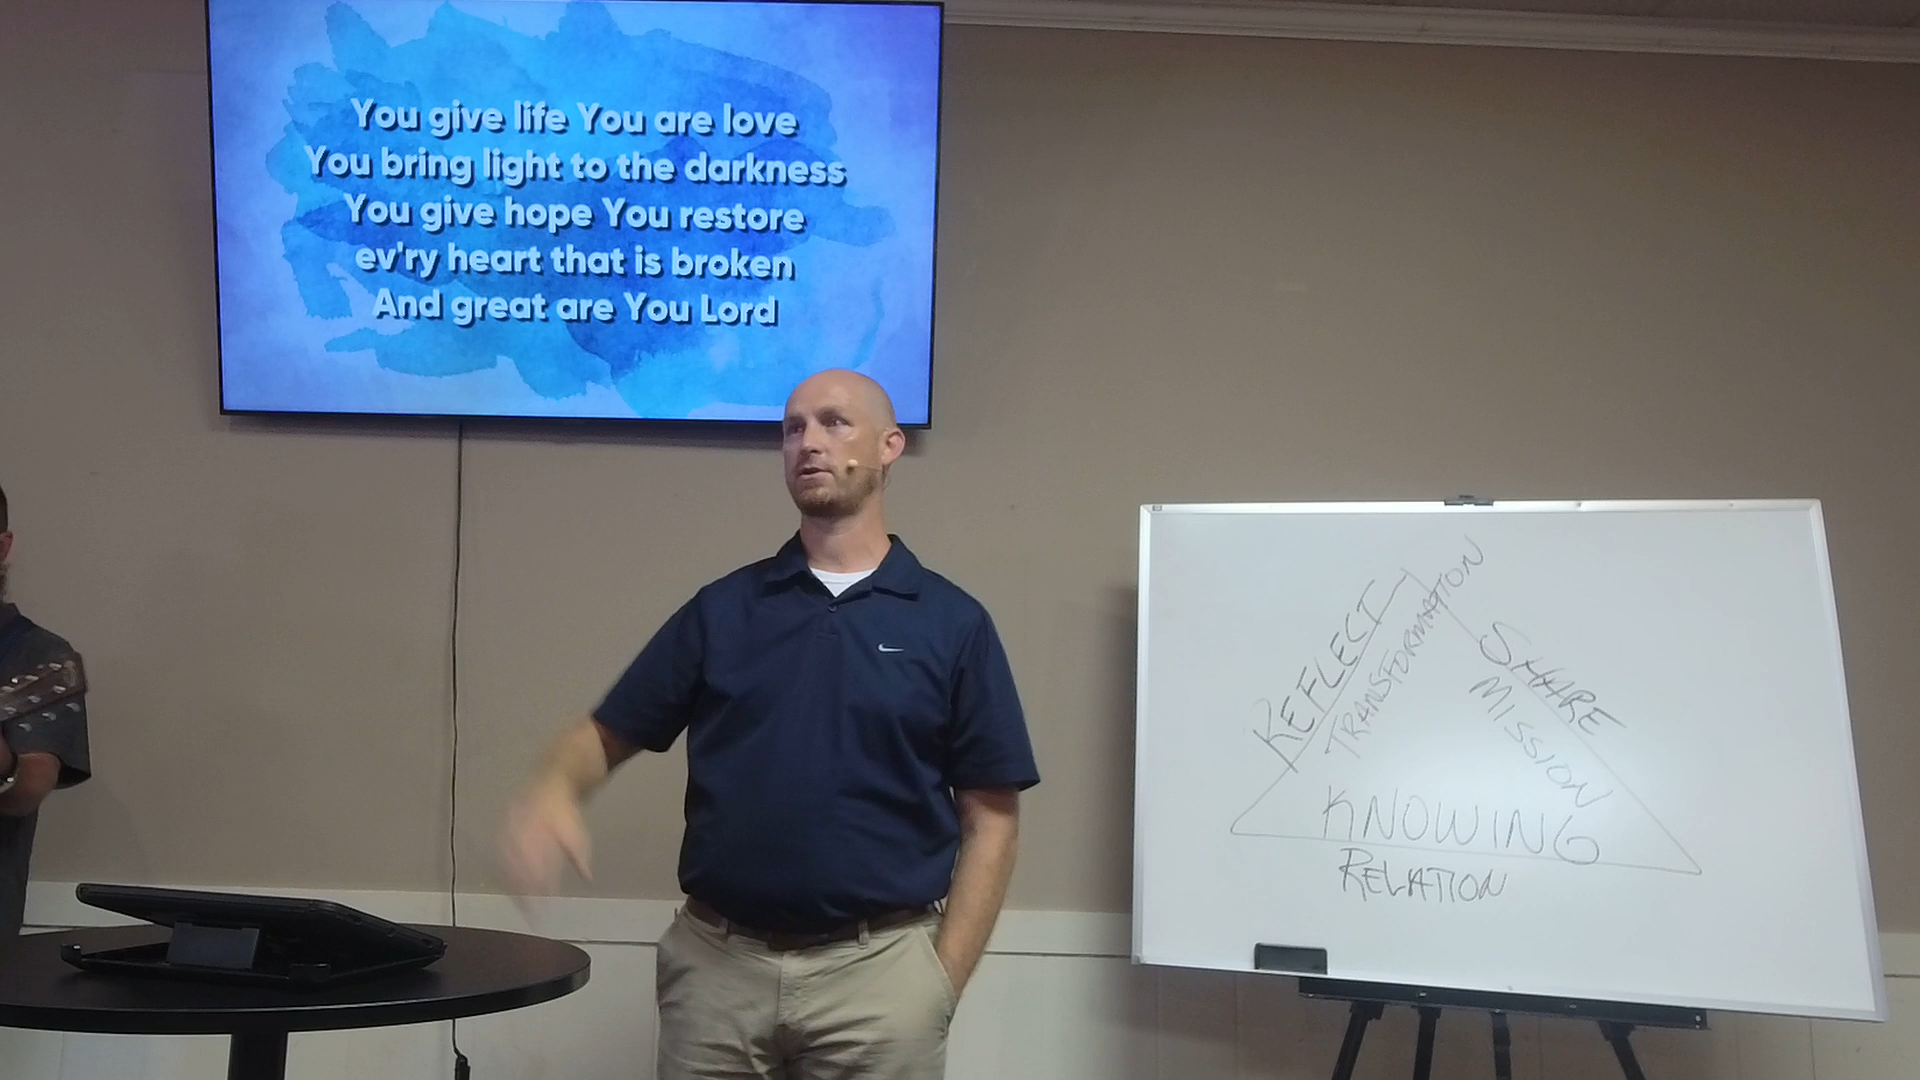 You give life You are love
You bring light to the darkness
You give hope You restore
ev'ry heart that is broken
And great are You Lord
REFLECT
TRANSFORMATION
SHARE
MISSION
KNOWING
RELATION